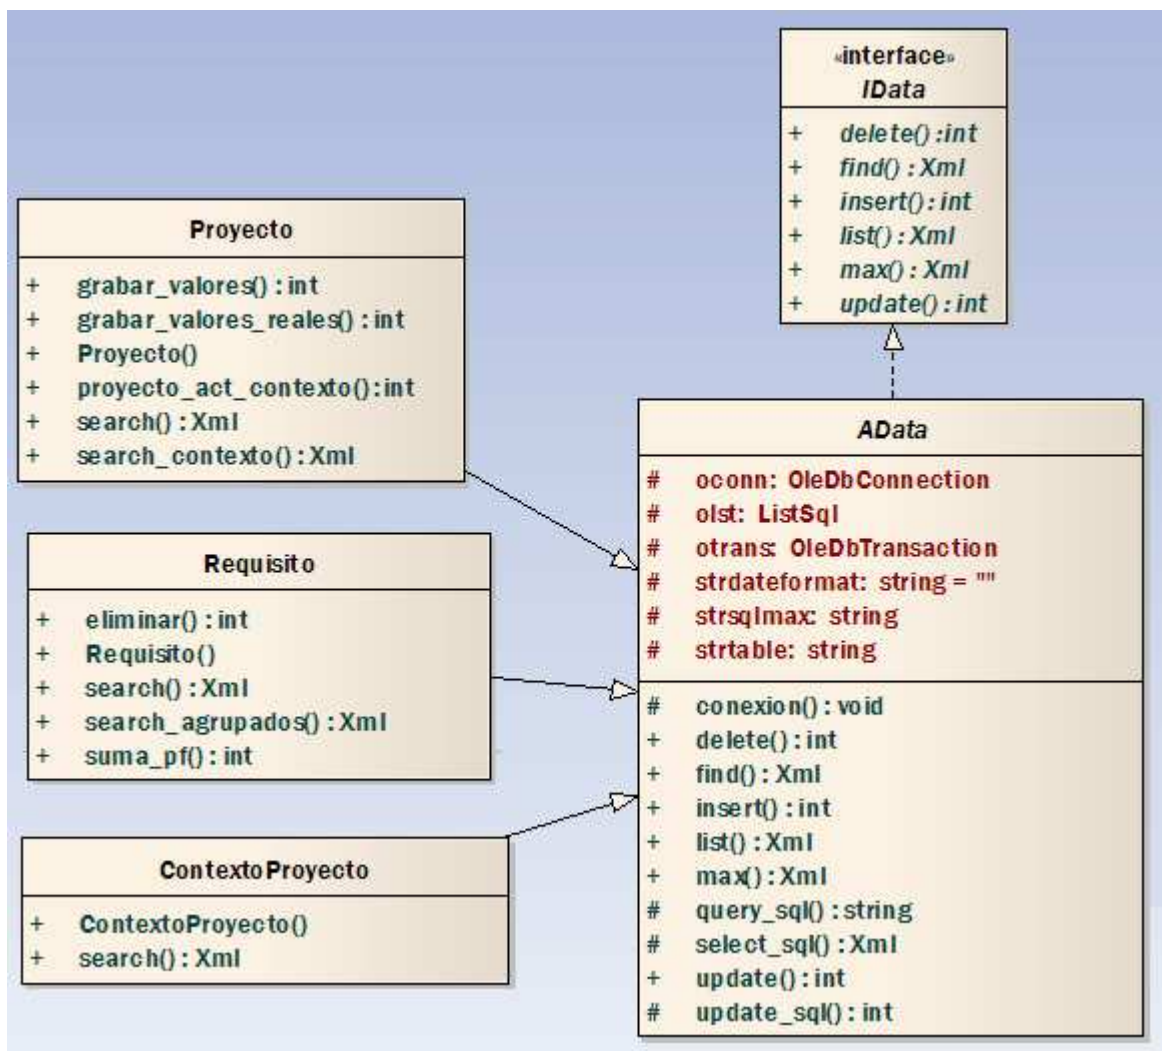 «interface»
IData
+ delete() :int
+ find() : Xml
+ insert() : int
+ list() : Xml
+ max() : Xml
+ update() : int
Proyecto
+ grabar_valores() : int
+ grabar_valores_reales() : int
+ Proyecto()
+ proyecto_act_contexto():int
+ search() : Xml
+ search_contexto() : Xml
Requisito
+ eliminar() : int
+ Requisito()
+ search() : Xml
+ search_agrupados() : Xml
+ suma_pf() : int
ContextoProyecto
+ ContextoProyecto()
+ search() : Xml
AData
# oconn: OleDbConnection
# olst: ListSql
# otrans: OleDbTransaction
# strdateformat: string = ""
# strsqlmax: string
# strtable: string
# conexion() : void
+ delete() : int
+ find() : Xml
+ insert() : int
+ list() : Xml
+ max() : Xml
# query_sql() : string
# select_sql() : Xml
+ update() : int
# update_sql() : int